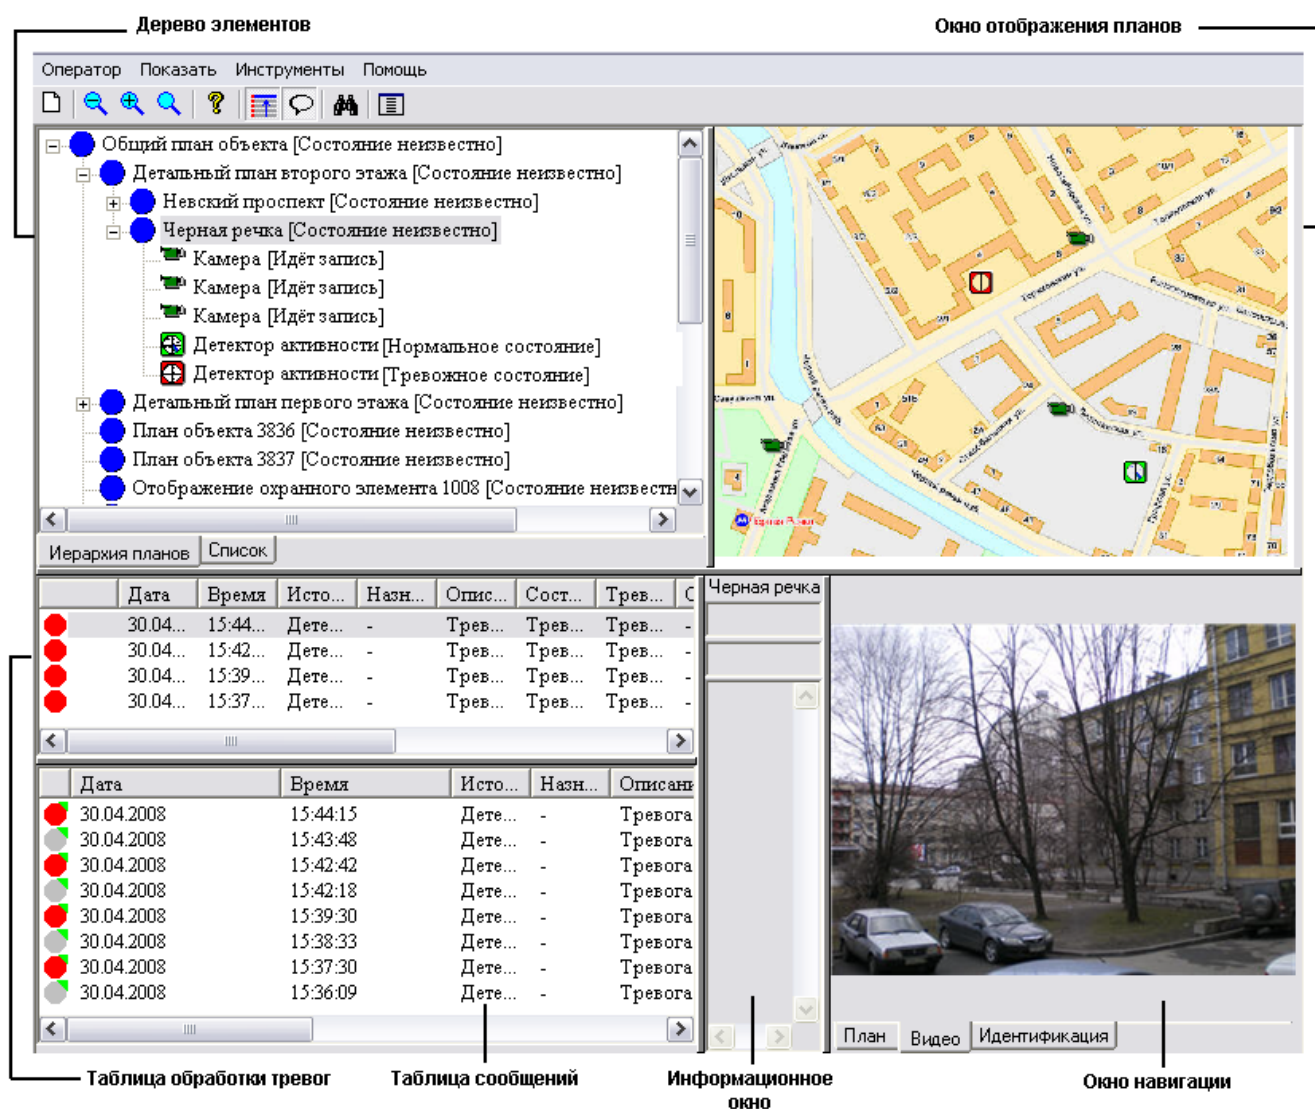 Дерево элементов
Окно отображения планов
Оператор Показать Инструменты Помощь
Общий план объекта [Состояние неизвестно]
Детальный план второго этажа [Состояние неизвестно]
Невский проспект [Состояние неизвестно]
Черная речка [Состояние неизвестно]
Камера [Идёт запись]
Камера [Идёт запись]
Камера [Идёт запись]
Детектор активности [Нормальное состояние]
Детектор активности [Тревожное состояние]
Детальный план первого этажа [Состояние неизвестно]
План объекта 3836 [Состояние неизвестно]
План объекта 3837 [Состояние неизвестно]
Отображение охранного элемента 1008 [Состояние неизвестн
Иерархия планов Список
Дата Время Исто... Назн... Опис... Сост... Трев... С
30.04... 15:44... Дете... - Трев... Трев... Трев... -
30.04... 15:42... Дете... - Трев... Трев... Трев... -
30.04... 15:39... Дете... - Трев... Трев... Трев... -
30.04... 15:37... Дете... - Трев... Трев... Трев... -
Черная речка
Дата Время Исто... Назн... Описани
30.04.2008 15:44:15 Дете... - Тревога
30.04.2008 15:43:48 Дете... - Тревога
30.04.2008 15:42:42 Дете... - Тревога
30.04.2008 15:42:18 Дете... - Тревога
30.04.2008 15:39:30 Дете... - Тревога
30.04.2008 15:38:33 Дете... - Тревога
30.04.2008 15:37:30 Дете... - Тревога
30.04.2008 15:36:09 Дете... - Тревога
План Видео Идентификация
Таблица обработки тревог
Таблица сообщений
Информационное
окно
Окно навигации